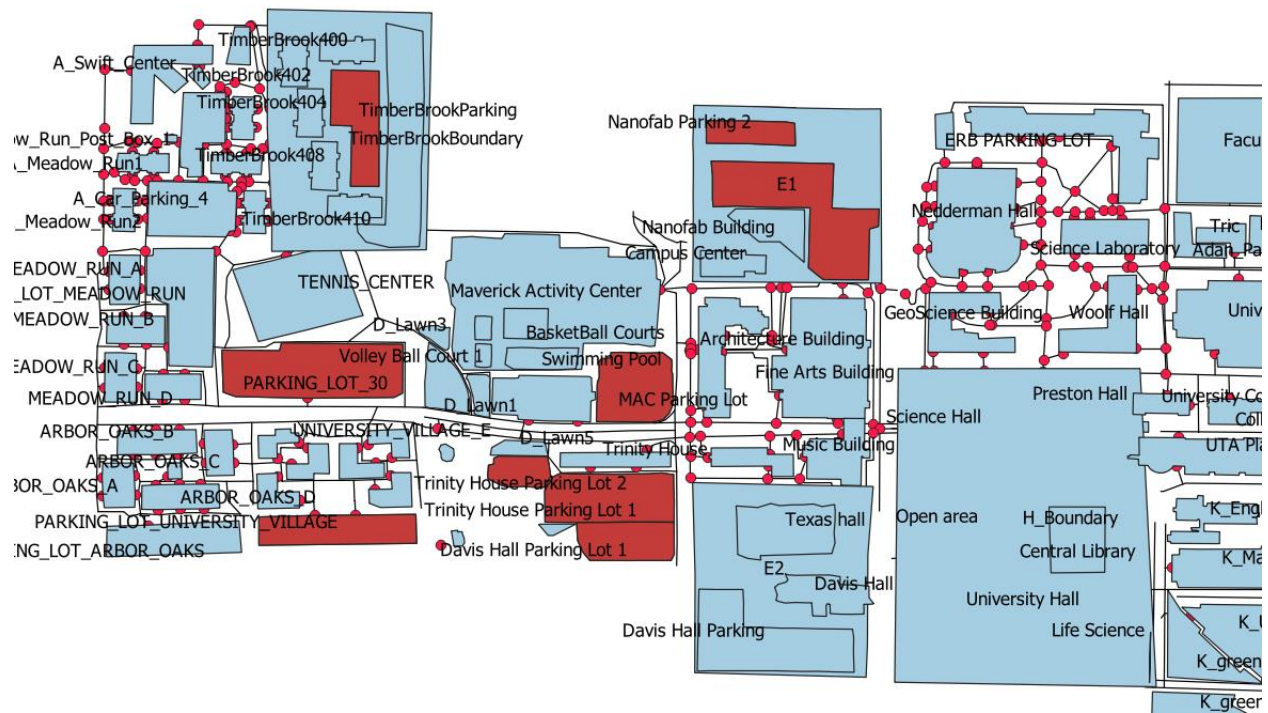 TimberBrook400
A_Swift_Center
TimberBrook402
TimberBrook404
TimberBrookParking
Nanofab Parking 2
ow_Run_Post_Box_1
TimberBrookBoundary
ERB PARKING LOT
Facu
A_Meadow_Run1
TimberBrook408
E1
A_Car_Parking_4
_Meadow_Run2
TimberBrook410
Nanofab Building
Nedderman Hall
Tric
Campus Center
Science Laboratory
Adan_Pa
EADOW_RUN_A
TENNIS_CENTER
_LOT_MEADOW_RUN
Maverick Activity Center
MEADOW_RUN_B
D_Lawn3
BasketBall Courts
GeoScience Building
Woolf Hall
Univ
Architecture Building
Volley Ball Court 1
Swimming Pool
EADOW_RUN_C
PARKING_LOT_30
Fine Arts Building
MEADOW_RUN_D
D_Lawn1
MAC Parking Lot
Preston Hall
University_Co
Science Hall
Coll
ARBOR_OAKS_B
UNIVERSITY_VILLAGE_E
D_Lawn5
Trinity House
Music Building
UTA Pla
ARBOR_OAKS_C
BOR_OAKS_A
ARBOR_OAKS_D
Trinity House Parking Lot 2
Trinity House Parking Lot 1
Texas hall
Open area
H_Boundary
K_Engl
PARKING_LOT_UNIVERSITY_VILLAGE
NG_LOT_ARBOR_OAKS
Davis Hall Parking Lot 1
Central Library
K_Ma
E2
Davis Hall
University Hall
Davis Hall Parking
Life Science
K_U
K_green
K_green